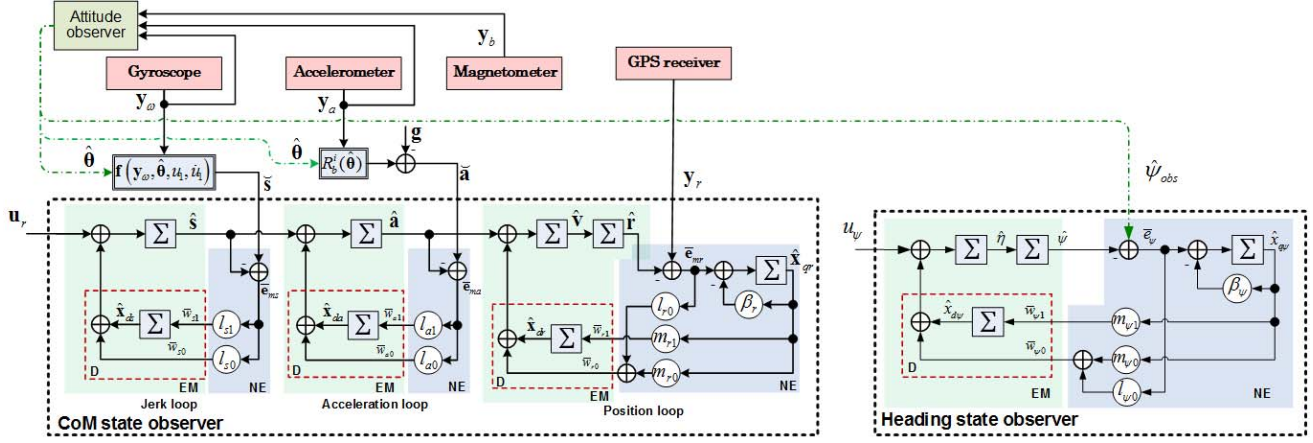 Attitude
observer
y_b
Gyroscope
Accelerometer
Magnetometer
GPS receiver
y_ω
y_a
g
-
θ̂
f(y_ω, θ̂, u_1, u̇_1)
s̆
θ̂
R_b^i(θ̂)
ă
y_r
ψ̂_obs
u_r
Σ
ŝ
Σ
â
Σ
v̂
Σ
r̂
ē_mr
Σ
x̂_qr
-
ē_ms
-
ē_ma
-
-
l_r0
β_r
x̂_ds
Σ
w̄_s1
l_s1
w̄_s0
l_s0
x̂_da
Σ
w̄_a1
l_a1
w̄_a0
l_a0
x̂_dr
Σ
w̄_r1
m_r1
w̄_r0
m_r0
D
EM
NE
D
EM
NE
D
EM
NE
Jerk loop
Acceleration loop
Position loop
CoM state observer
u_ψ
Σ
η̂
Σ
ψ̂
-
ē_ψ
-
Σ
x̂_qψ
β_ψ
x̂_dψ
Σ
w̄_ψ1
m_ψ1
w̄_ψ0
m_ψ0
l_ψ0
D
EM
NE
Heading state observer